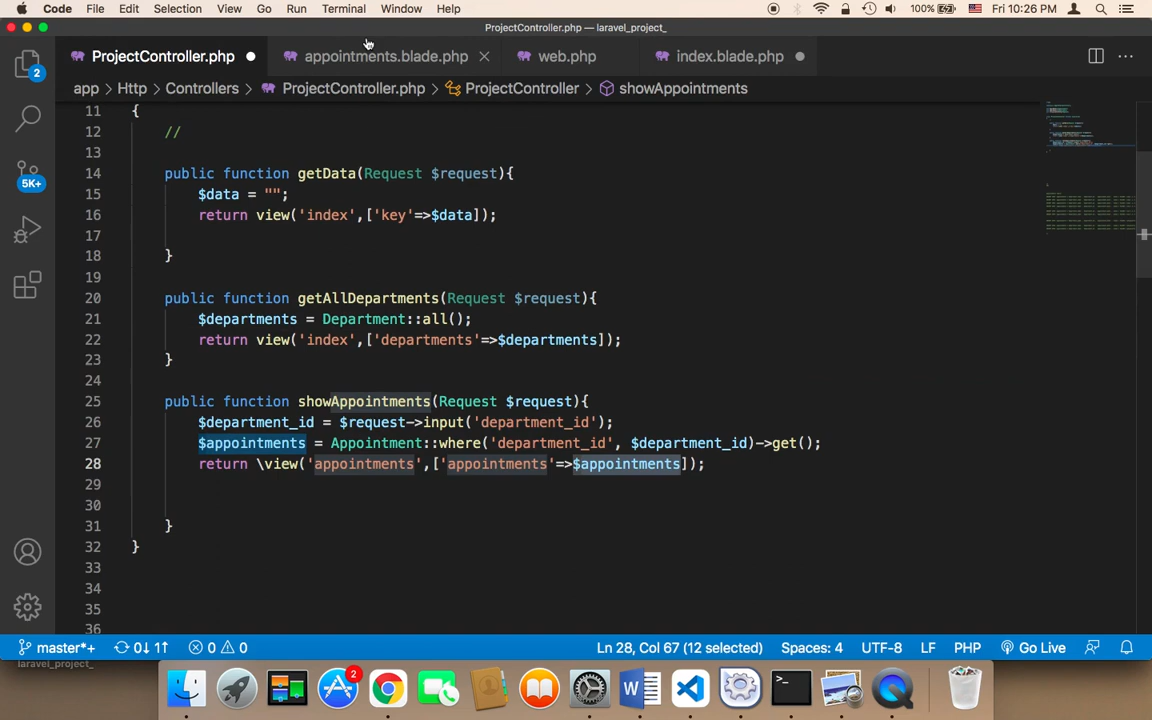 Code File Edit Selection View Go Run Terminal Window Help 100% Fri 10:26 PM
ProjectController.php — laravel_project_
ProjectController.php appointments.blade.php web.php index.blade.php
2
app > Http > Controllers > ProjectController.php > ProjectController > showAppointments
11 {
12 //
13
14 public function getData(Request $request){
15 $data = "";
16 return view('index',['key'=>$data]);
17
18 }
19
20 public function getAllDepartments(Request $request){
21 $departments = Department::all();
22 return view('index',['departments'=>$departments]);
23 }
24
25 public function showAppointments(Request $request){
26 $department_id = $request->input('department_id');
27 $appointments = Appointment::where('department_id', $department_id)->get();
28 return \view('appointments',['appointments'=>$appointments]);
29
30
31 }
32 }
33
34
35
36
5K+
master*+ 0↓ 1↑ 0 0 Ln 28, Col 67 (12 selected) Spaces: 4 UTF-8 LF PHP Go Live
laravel_project_
2